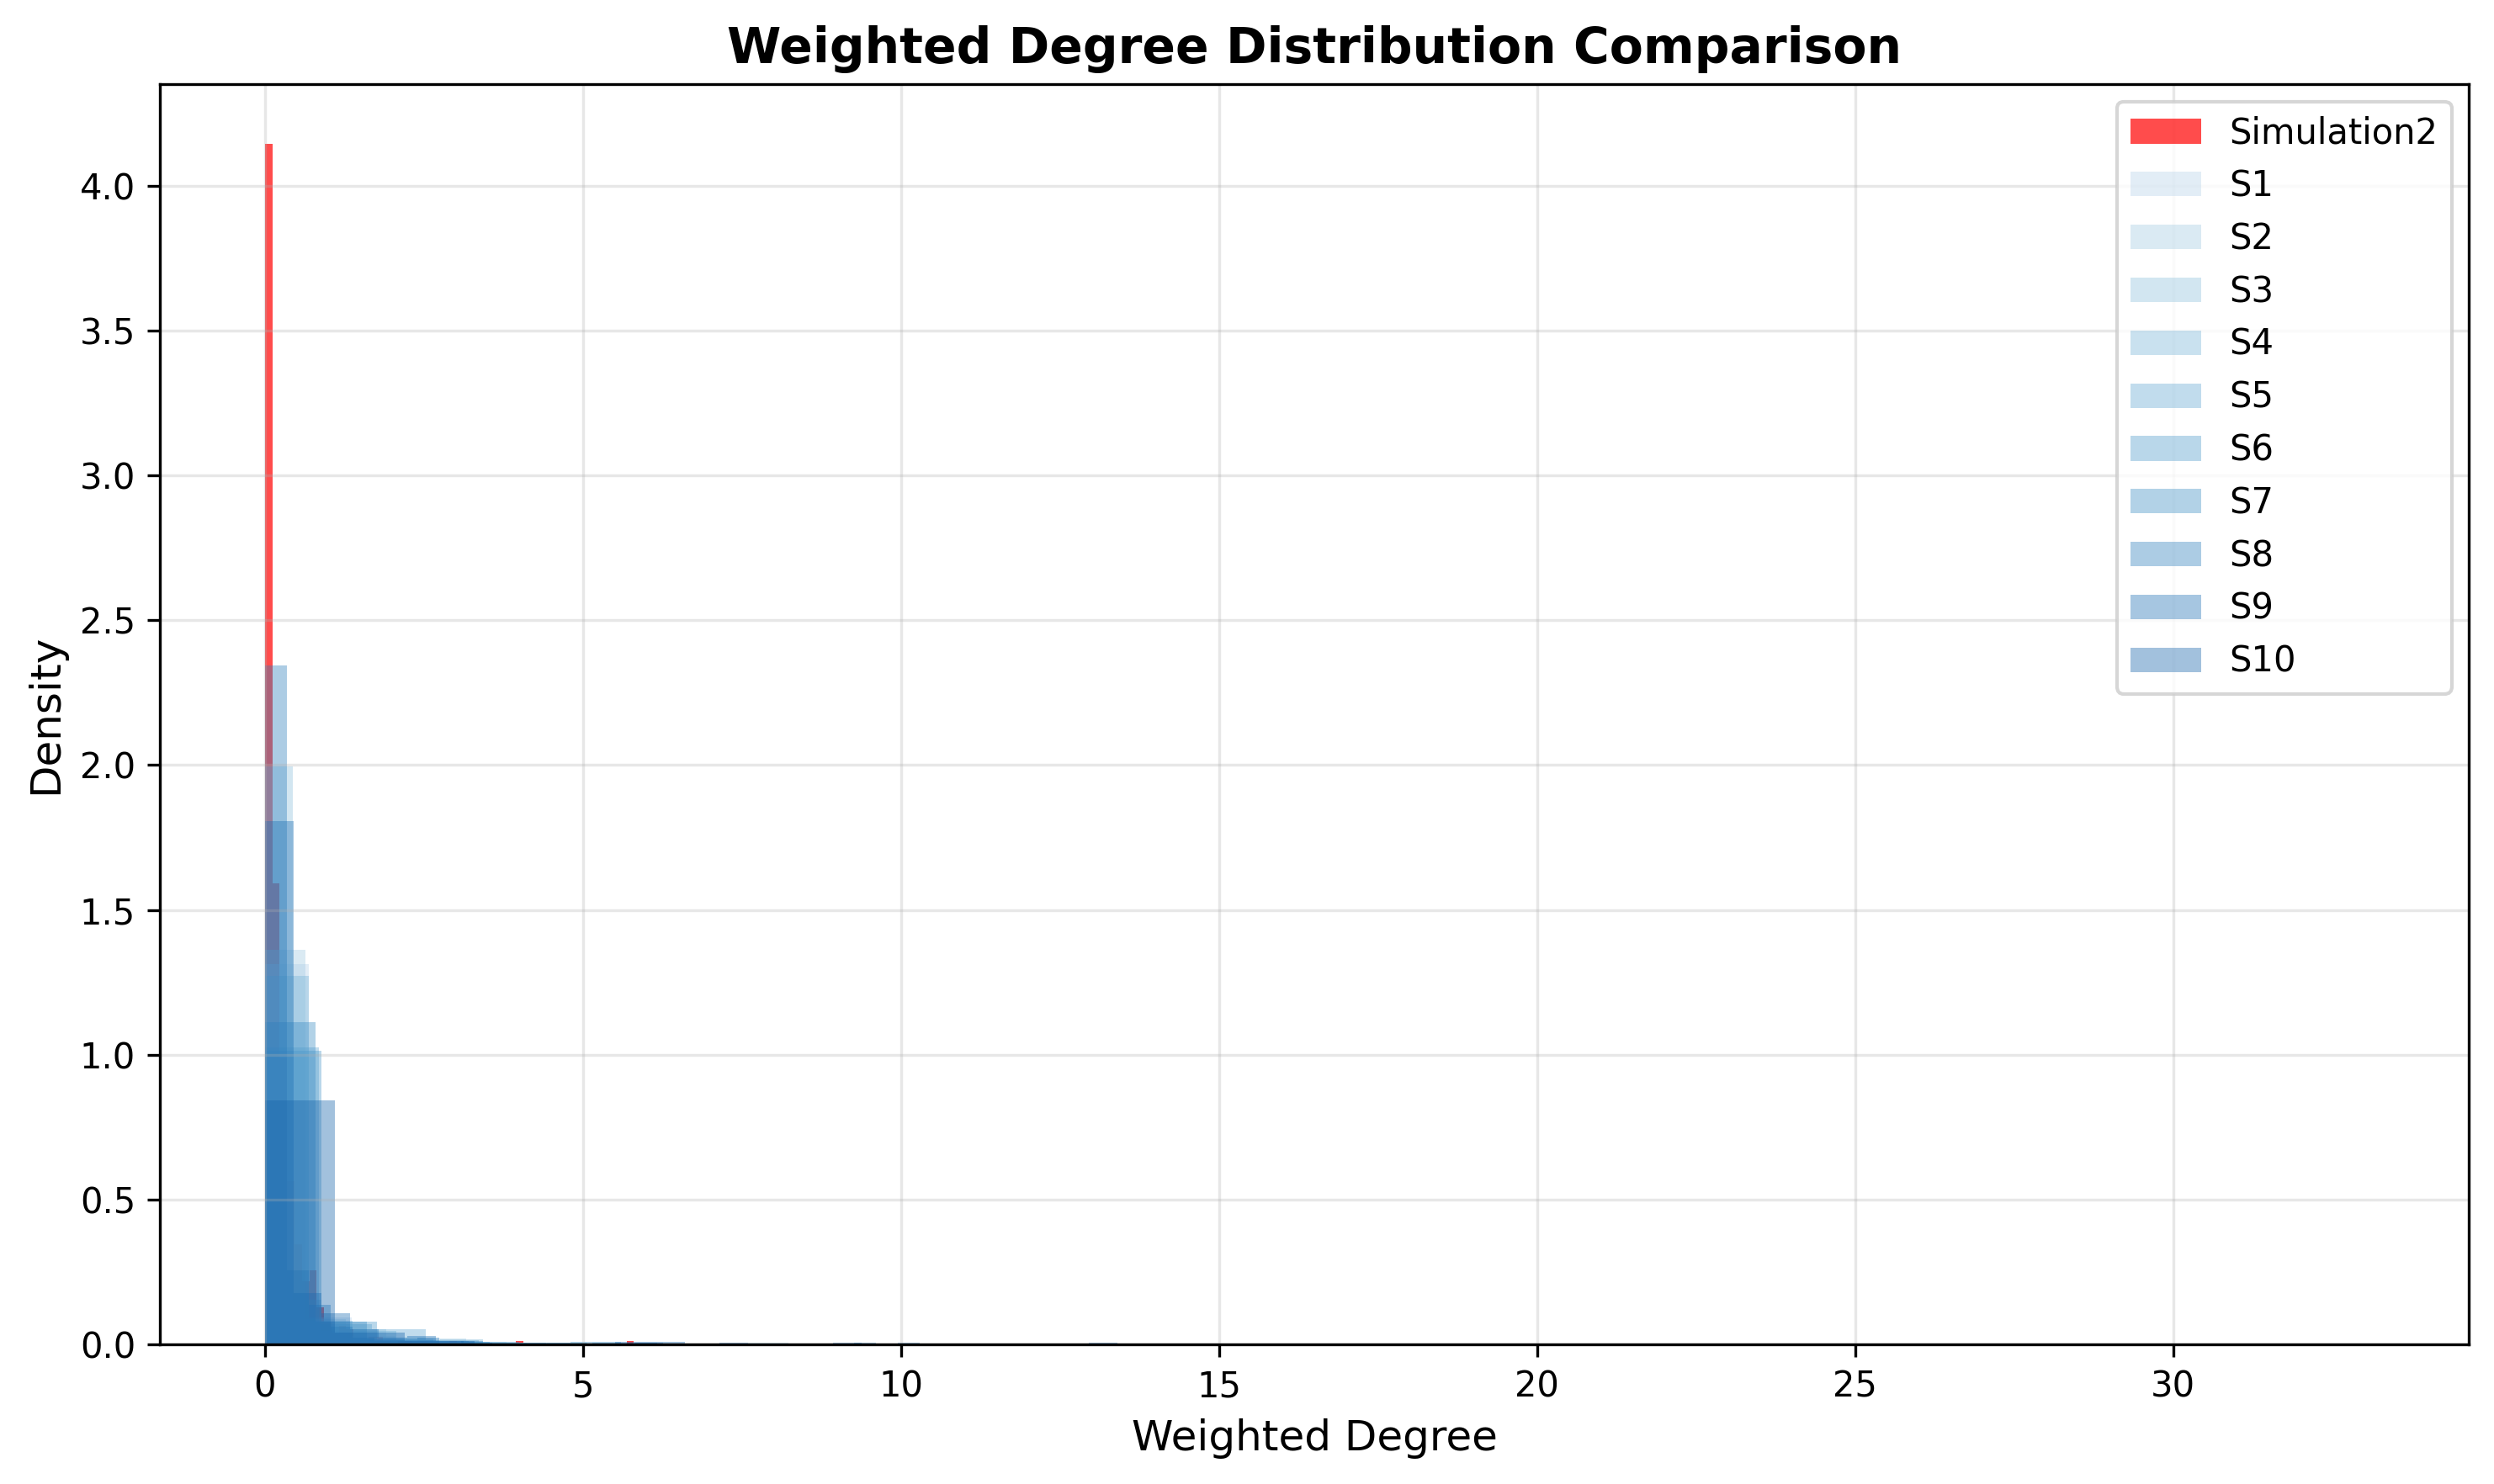 Weighted Degree Distribution Comparison
Density
4.0
3.5
3.0
2.5
2.0
1.5
1.0
0.5
0.0
0 5 10 15 20 25 30
Weighted Degree
Simulation2
S1
S2
S3
S4
S5
S6
S7
S8
S9
S10